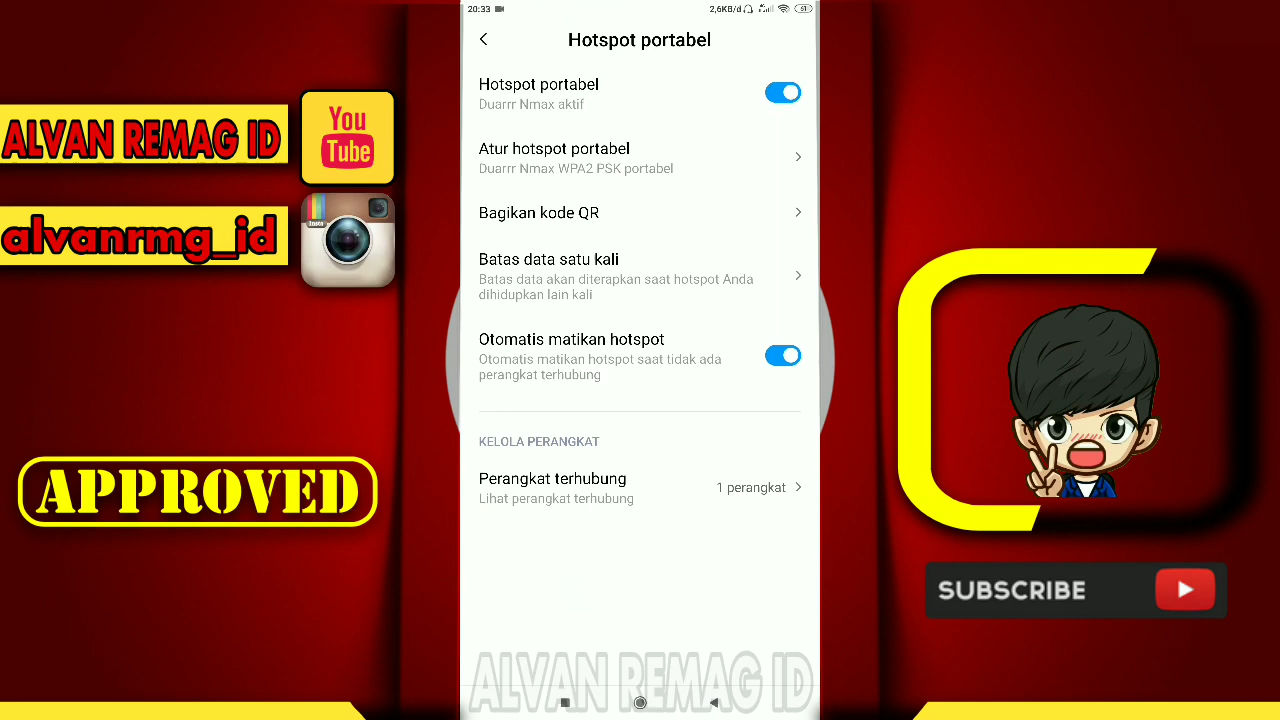 20:33
2,6KB/d
61
Hotspot portabel
Hotspot portabel
Duarrr Nmax aktif
Atur hotspot portabel
Duarrr Nmax WPA2 PSK portabel
Bagikan kode QR
Batas data satu kali
Batas data akan diterapkan saat hotspot Anda
dihidupkan lain kali
Otomatis matikan hotspot
Otomatis matikan hotspot saat tidak ada
perangkat terhubung
KELOLA PERANGKAT
Perangkat terhubung
1 perangkat
Lihat perangkat terhubung
ALVAN REMAG ID
ALVAN REMAG ID
You
Tube
alvanrmg_id
Insta
APPROVED
SUBSCRIBE